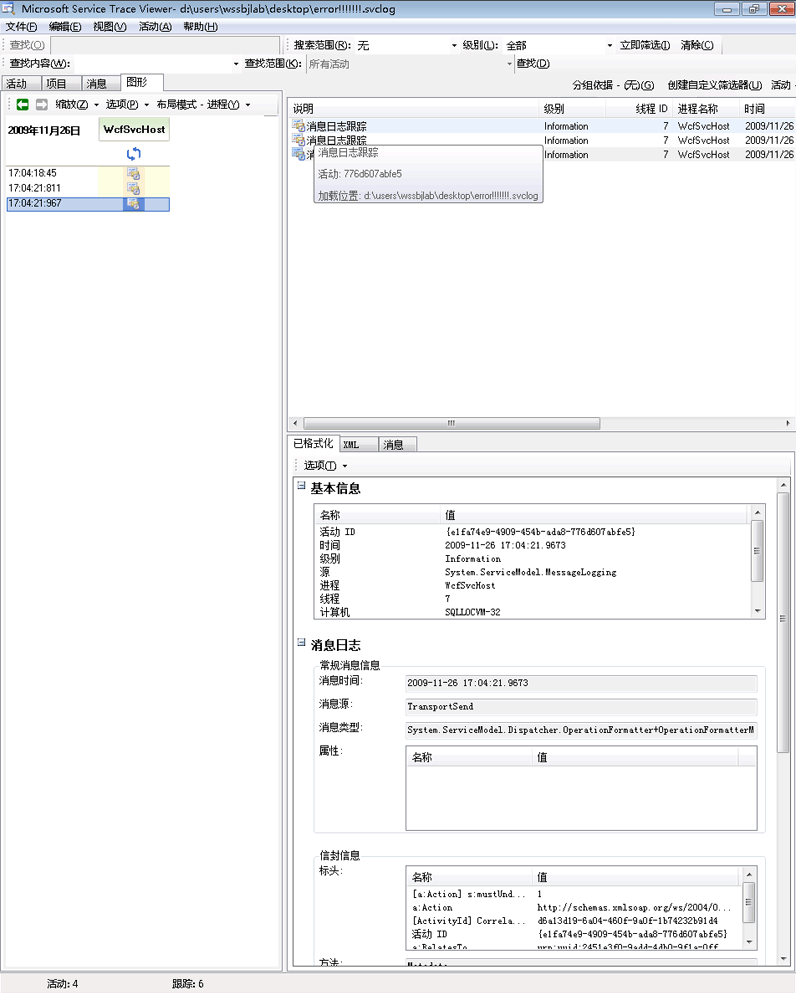 Microsoft Service Trace Viewer- d:\users\wssbjlab\desktop\error!!!!!!!.svclog
文件(F) 编辑(E) 视图(V) 活动(A) 帮助(H)
查找(O) 搜索范围(R): 无 级别(L): 全部 立即筛选(I) 清除(C)
查找内容(W): 查找范围(K): 所有活动 查找(D)
活动 项目 消息 图形
分组依据 - (无)(G) 创建自定义筛选器(U) 活动 -
缩放(Z) 选项(P) 布局模式 - 进程(Y)
2009年11月26日 WcfSvcHost
17:04:18:45
17:04:21:811
17:04:21:967
说明 级别 线程 ID 进程名称 时间
消息日志跟踪 Information 7 WcfSvcHost 2009/11/26
消息日志跟踪 Information 7 WcfSvcHost 2009/11/26
Information 7 WcfSvcHost 2009/11/26
消息日志跟踪
活动: 776d607abfe5
加载位置: d:\users\wssbjlab\desktop\error!!!!!!!.svclog
已格式化 XML 消息
选项(T)
基本信息
名称 值
活动 ID {e1fa74e9-4909-454b-ada8-776d607abfe5}
时间 2009-11-26 17:04:21.9673
级别 Information
源 System.ServiceModel.MessageLogging
进程 WcfSvcHost
线程 7
计算机 SQLLOCVM-32
消息日志
常规消息信息
消息时间: 2009-11-26 17:04:21.9673
消息源: TransportSend
消息类型: System.ServiceModel.Dispatcher.OperationFormatter+OperationFormatterM
属性:
名称 值
信封信息
标头:
名称 值
[a:Action] s:mustUnd... 1
a:Action http://schemas.xmlsoap.org/ws/2004/0...
[ActivityId] Correla... d6a13d19-6a04-460f-9a0f-1b74232b91d4
活动 ID {e1fa74e9-4909-454b-ada8-776d607abfe5}
a:RelatesTo urn:uuid:2451e3f0-9add-4db0-9f1a-0ff
方法: Metadata
活动: 4 跟踪: 6